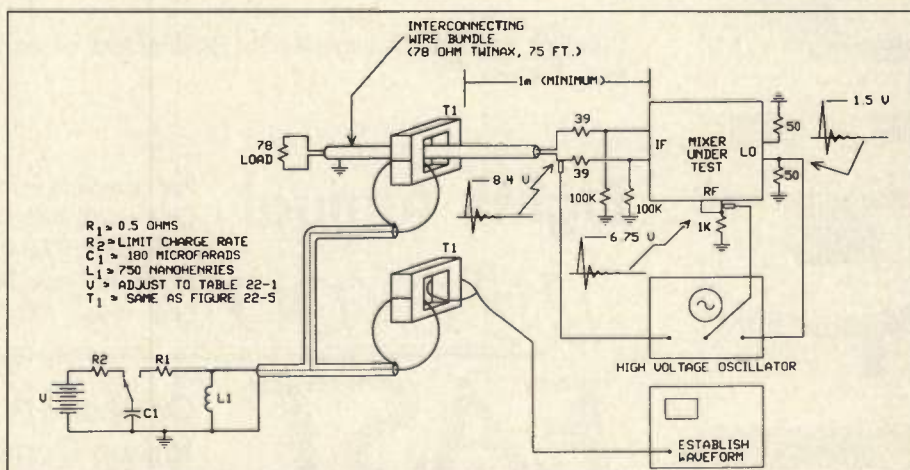 INTERCONNECTING
WIRE BUNDLE
(78 OHM TWINAX, 75 FT.)
1m (MINIMUM)
T1
78
LOAD
39
39
IF
MIXER
UNDER
TEST
LO
RF
50
50
1.5 V
8.4 V
100K
100K
1K
6.75 V
T1
R1 = 0.5 OHMS
R2 = LIMIT CHARGE RATE
C1 = 180 MICROFARADS
L1 = 750 NANOHENRIES
V = ADJUST TO TABLE 22-1
T1 = SAME AS FIGURE 22-5
HIGH VOLTAGE OSCILLATOR
R2
R1
V
C1
L1
ESTABLISH
WAVEFORM